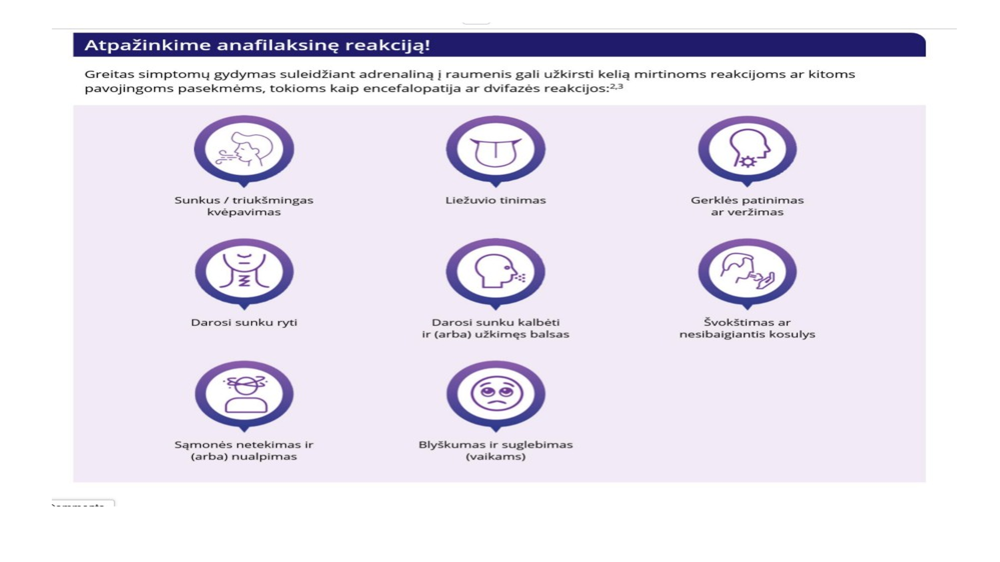 Atpažinkime anafilaksinę reakciją!
Greitas simptomų gydymas suleidžiant adrenaliną į raumenis gali užkirsti kelią mirtinoms reakcijoms ar kitoms
pavojingoms pasekmėms, tokioms kaip encefalopatija ar dvifazės reakcijos:2,3
Sunkus / triukšmingas
kvėpavimas
Liežuvio tinimas
Gerklės patinimas
ar veržimas
Darosi sunku ryti
Darosi sunku kalbėti
ir (arba) užkimęs balsas
Švokštimas ar
nesibaigiantis kosulys
Sąmonės netekimas ir
(arba) nualpimas
Blyškumas ir suglebimas
(vaikams)